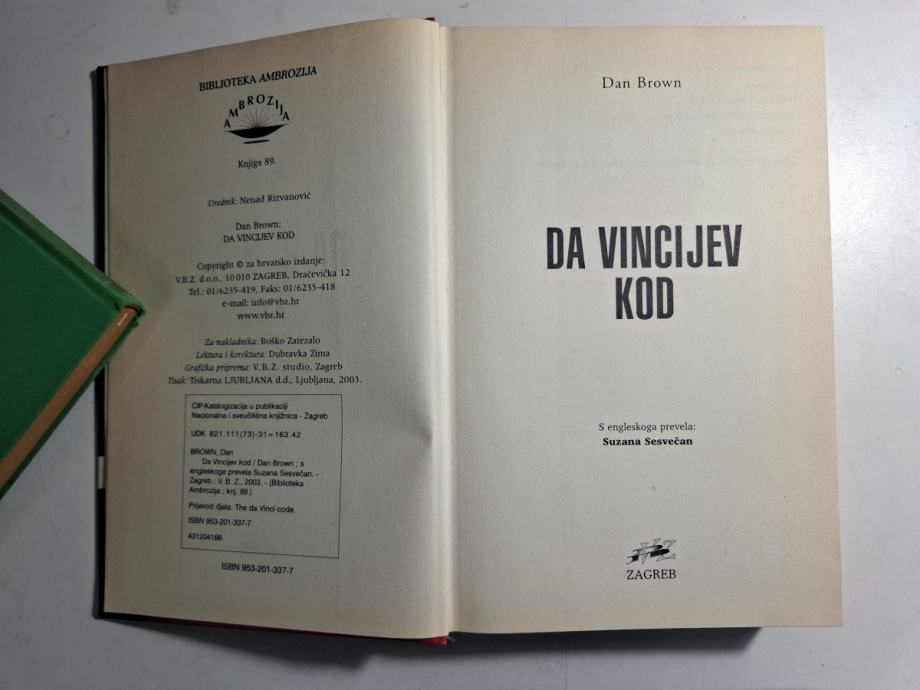 BIBLIOTEKA AMBROZIJA
AMBROZIJA
Knjiga 89.
Urednik: Nenad Rizvanović
Dan Brown:
DA VINCIJEV KOD
Copyright © za hrvatsko izdanje:
V.B.Z. d.o.o., 10 010 ZAGREB, Dračevička 12
Tel.: 01/6235-419, Faks: 01/6235-418
e-mail: info@vbz.hr
www.vbz.hr
Za nakladnika: Boško Zatezalo
Lektura i korektura: Dubravka Zima
Grafička priprema: V.B.Z. studio, Zagreb
Tisak: Tiskarna LJUBLJANA d.d., Ljubljana, 2003.
CIP-Katalogizacija u publikaciji
Nacionalna i sveučilišna knjižnica - Zagreb
UDK 821.111(73)-31=163.42
BROWN, Dan
Da Vincijev kod / Dan Brown ; s
engleskoga prevela Suzana Sesvečan. -
Zagreb : V. B. Z., 2003. - (Biblioteka
Ambrozija ; knj. 89.)
Prijevod djela: The da Vinci code.
ISBN 953-201-337-7
431204166
ISBN 953-201-337-7
Dan Brown
DA VINCIJEV
KOD
S engleskoga prevela:
Suzana Sesvečan
VBZ
ZAGREB